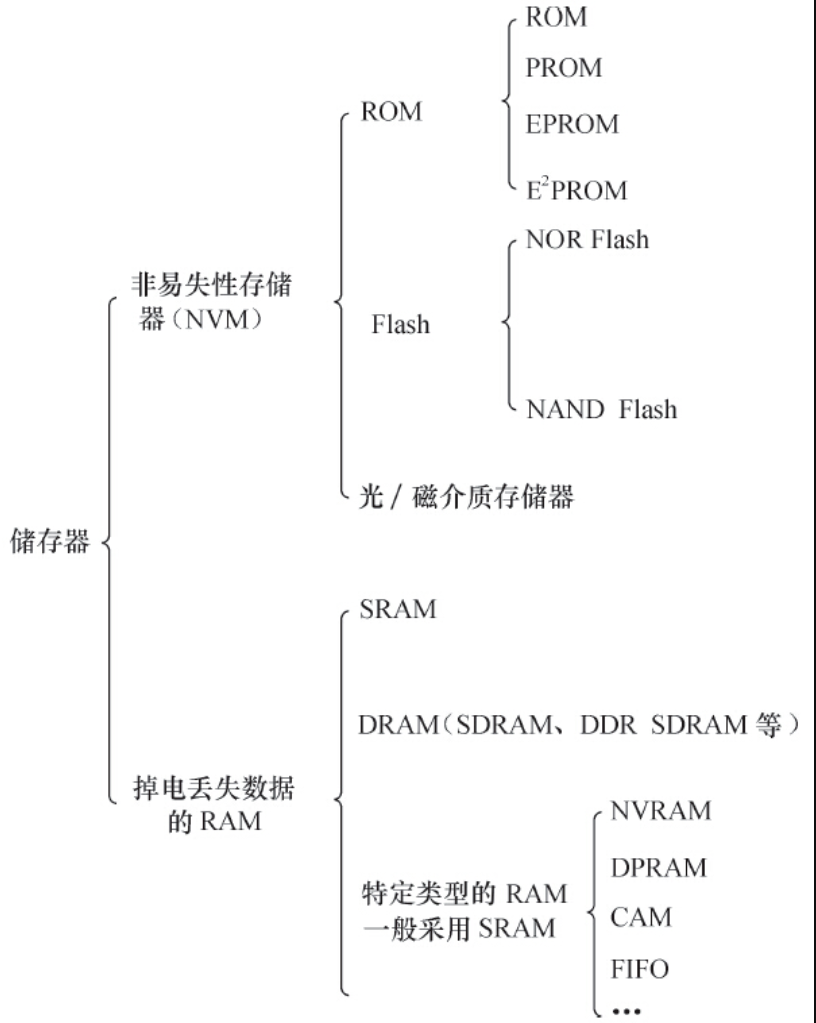 储存器
非易失性存储
器（NVM）
ROM
ROM
PROM
EPROM
E²PROM
Flash
NOR Flash
NAND Flash
光 / 磁介质存储器
掉电丢失数据
的 RAM
SRAM
DRAM（SDRAM、DDR SDRAM 等）
特定类型的 RAM
一般采用 SRAM
NVRAM
DPRAM
CAM
FIFO
•••